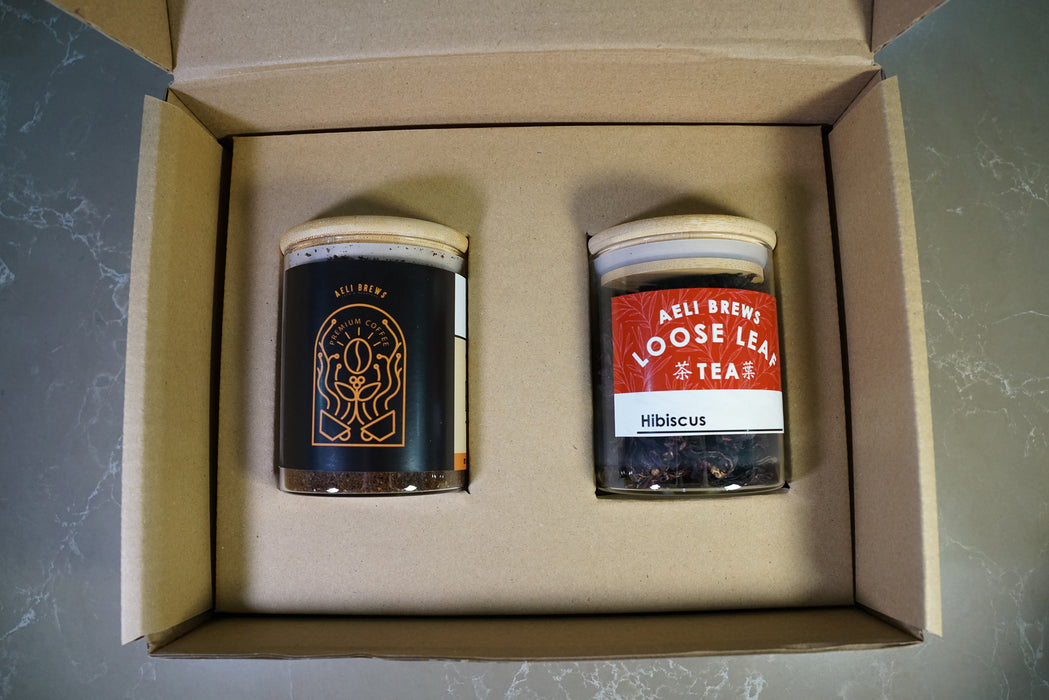 AELI BREWS
PREMIUM COFFEE
AELI BREWS
LOOSE LEAF
茶 TEA 葉
Hibiscus